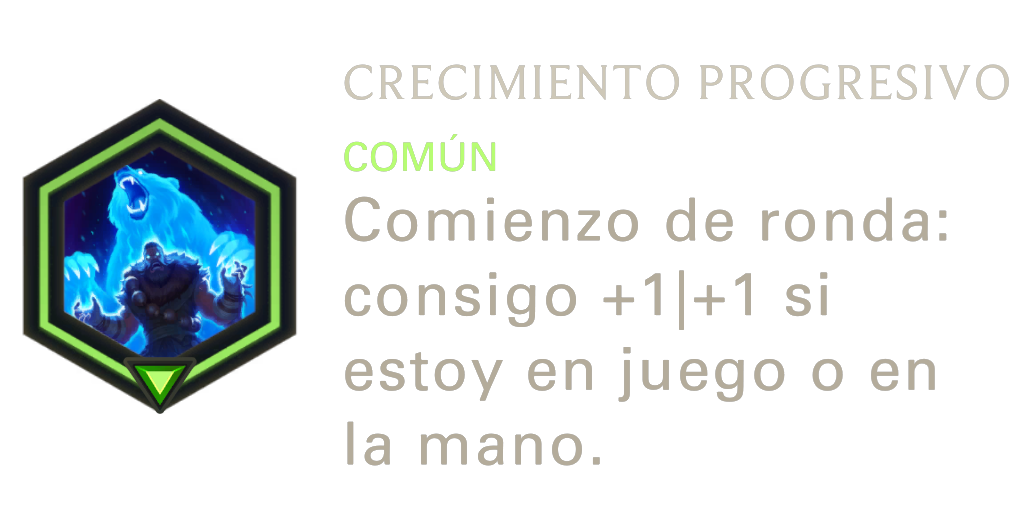 CRECIMIENTO PROGRESIVO
COMÚN
Comienzo de ronda:
consigo +1|+1 si
estoy en juego o en
la mano.